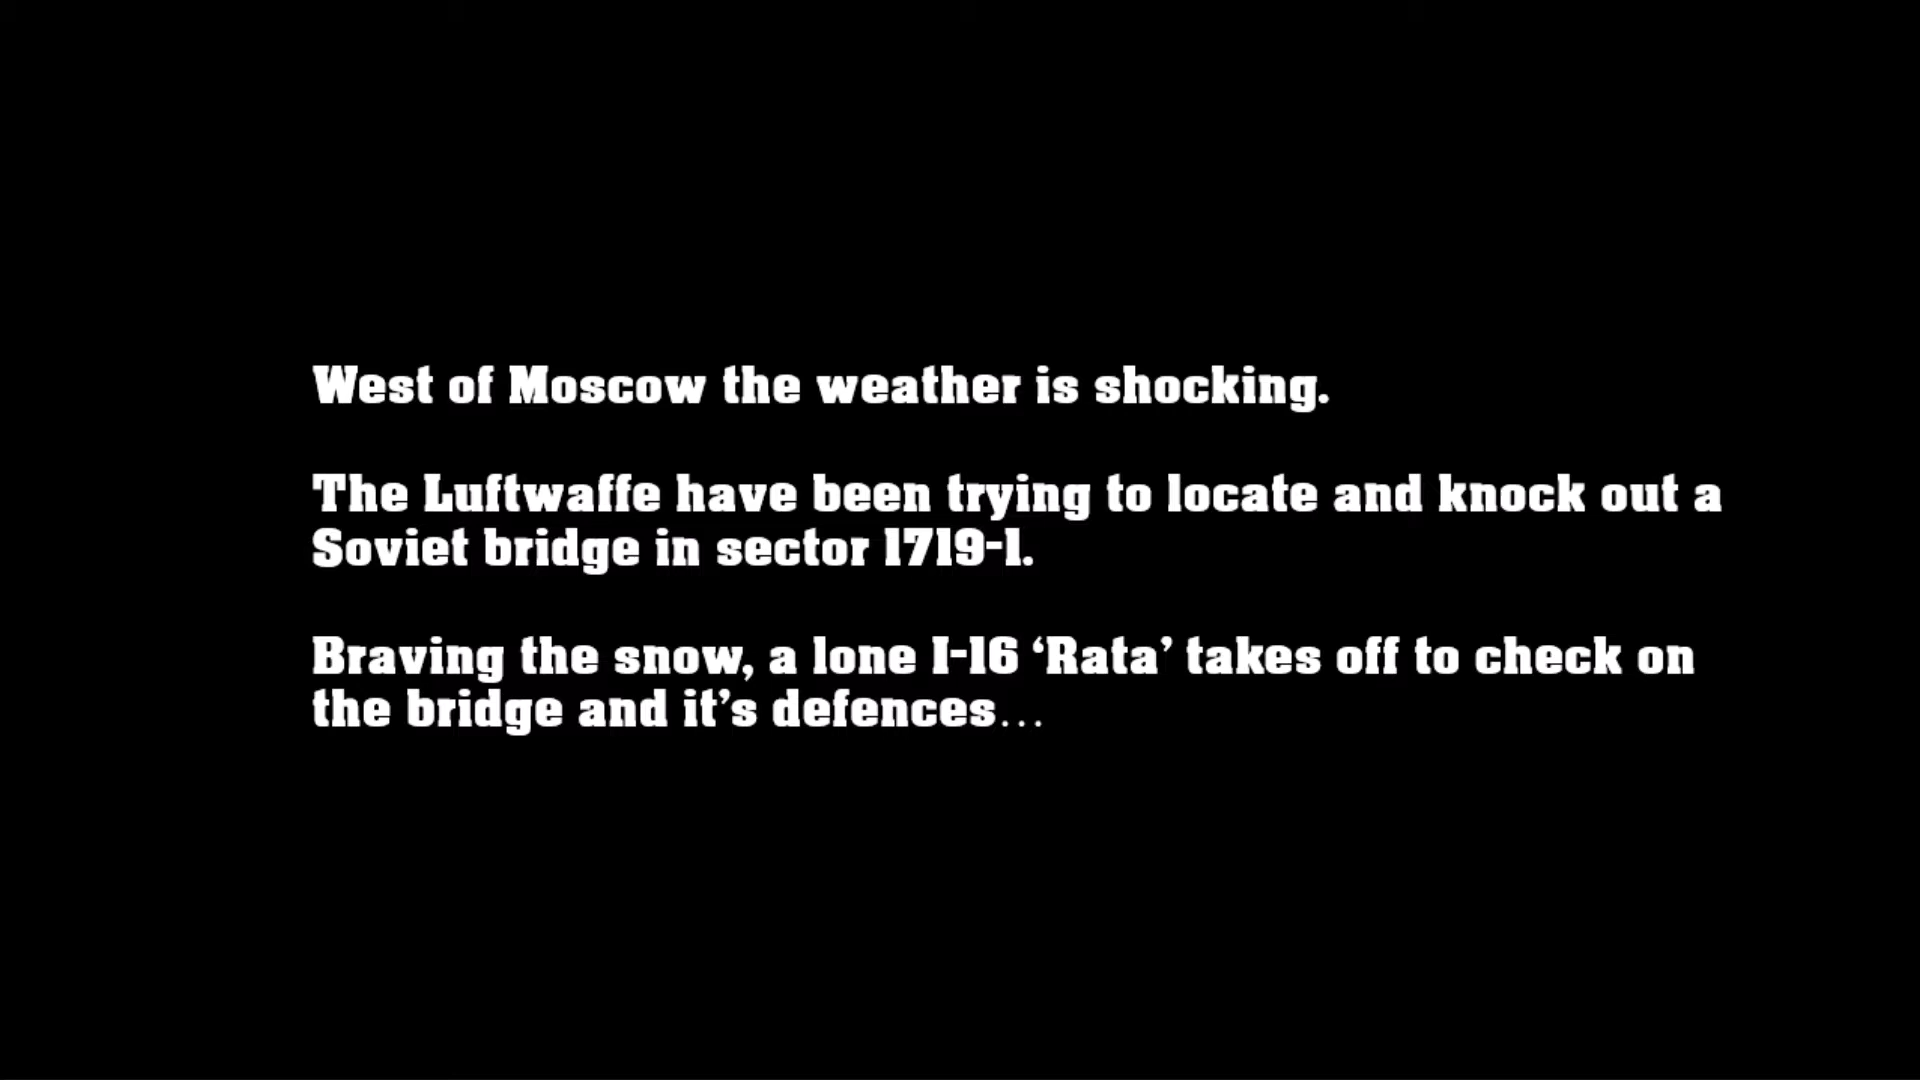 West of Moscow the weather is shocking.
The Luftwaffe have been trying to locate and knock out a
Soviet bridge in sector 1719-1.
Braving the snow, a lone I-16 ‘Rata’ takes off to check on
the bridge and it’s defences...